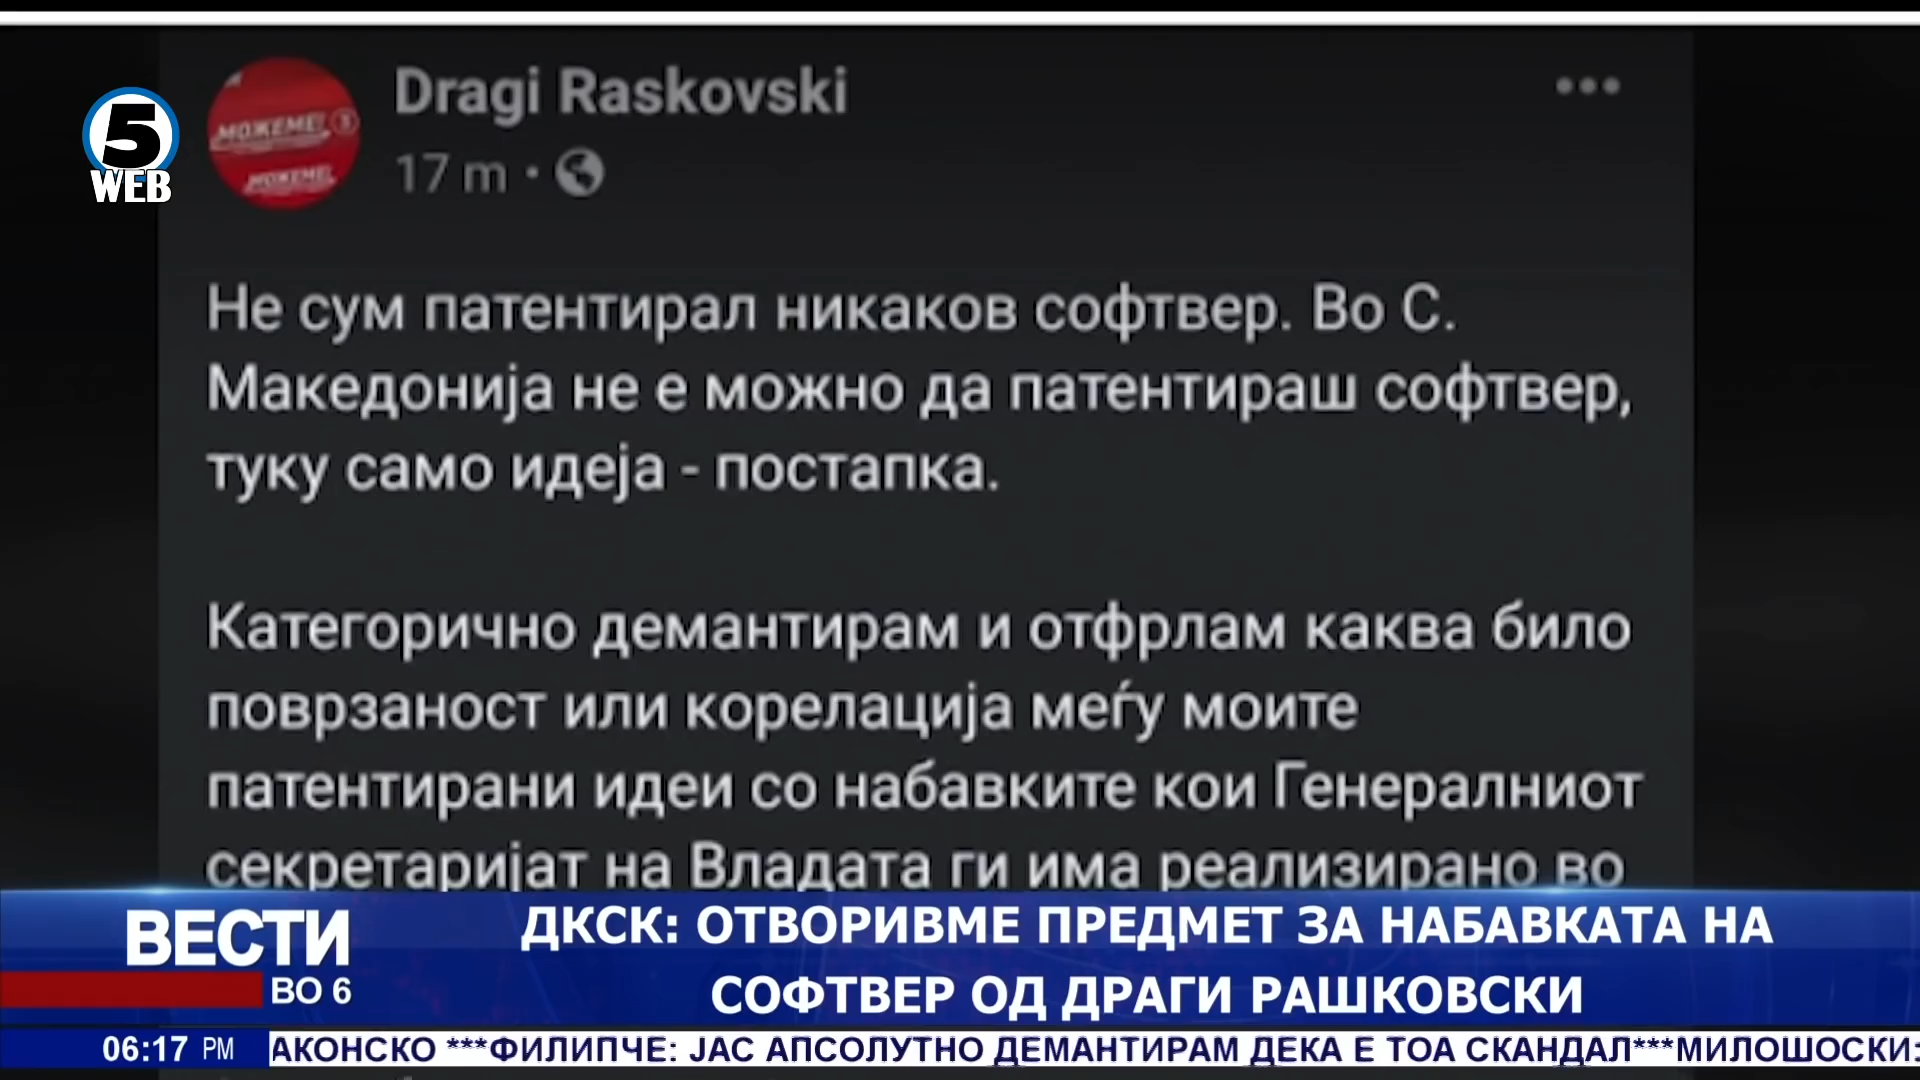 5
WEB
МОЖЕМЕ!
МОЖЕМЕ!
Dragi Raskovski
17 m
Не сум патентирал никаков софтвер. Во С.
Македонија не е можно да патентираш софтвер,
туку само идеја - постапка.
Категорично демантирам и отфрлам каква било
поврзаност или корелација меѓу моите
патентирани идеи со набавките кои Генералниот
секретаријат на Владата ги има реализирано во
ВЕСТИ
ВО 6
ДКСК: ОТВОРИВМЕ ПРЕДМЕТ ЗА НАБАВКАТА НА
СОФТВЕР ОД ДРАГИ РАШКОВСКИ
06:17 PM
АКОНСКО ***ФИЛИПЧЕ: ЈАС АПСОЛУТНО ДЕМАНТИРАМ ДЕКА Е ТОА СКАНДАЛ***МИЛОШОСКИ: